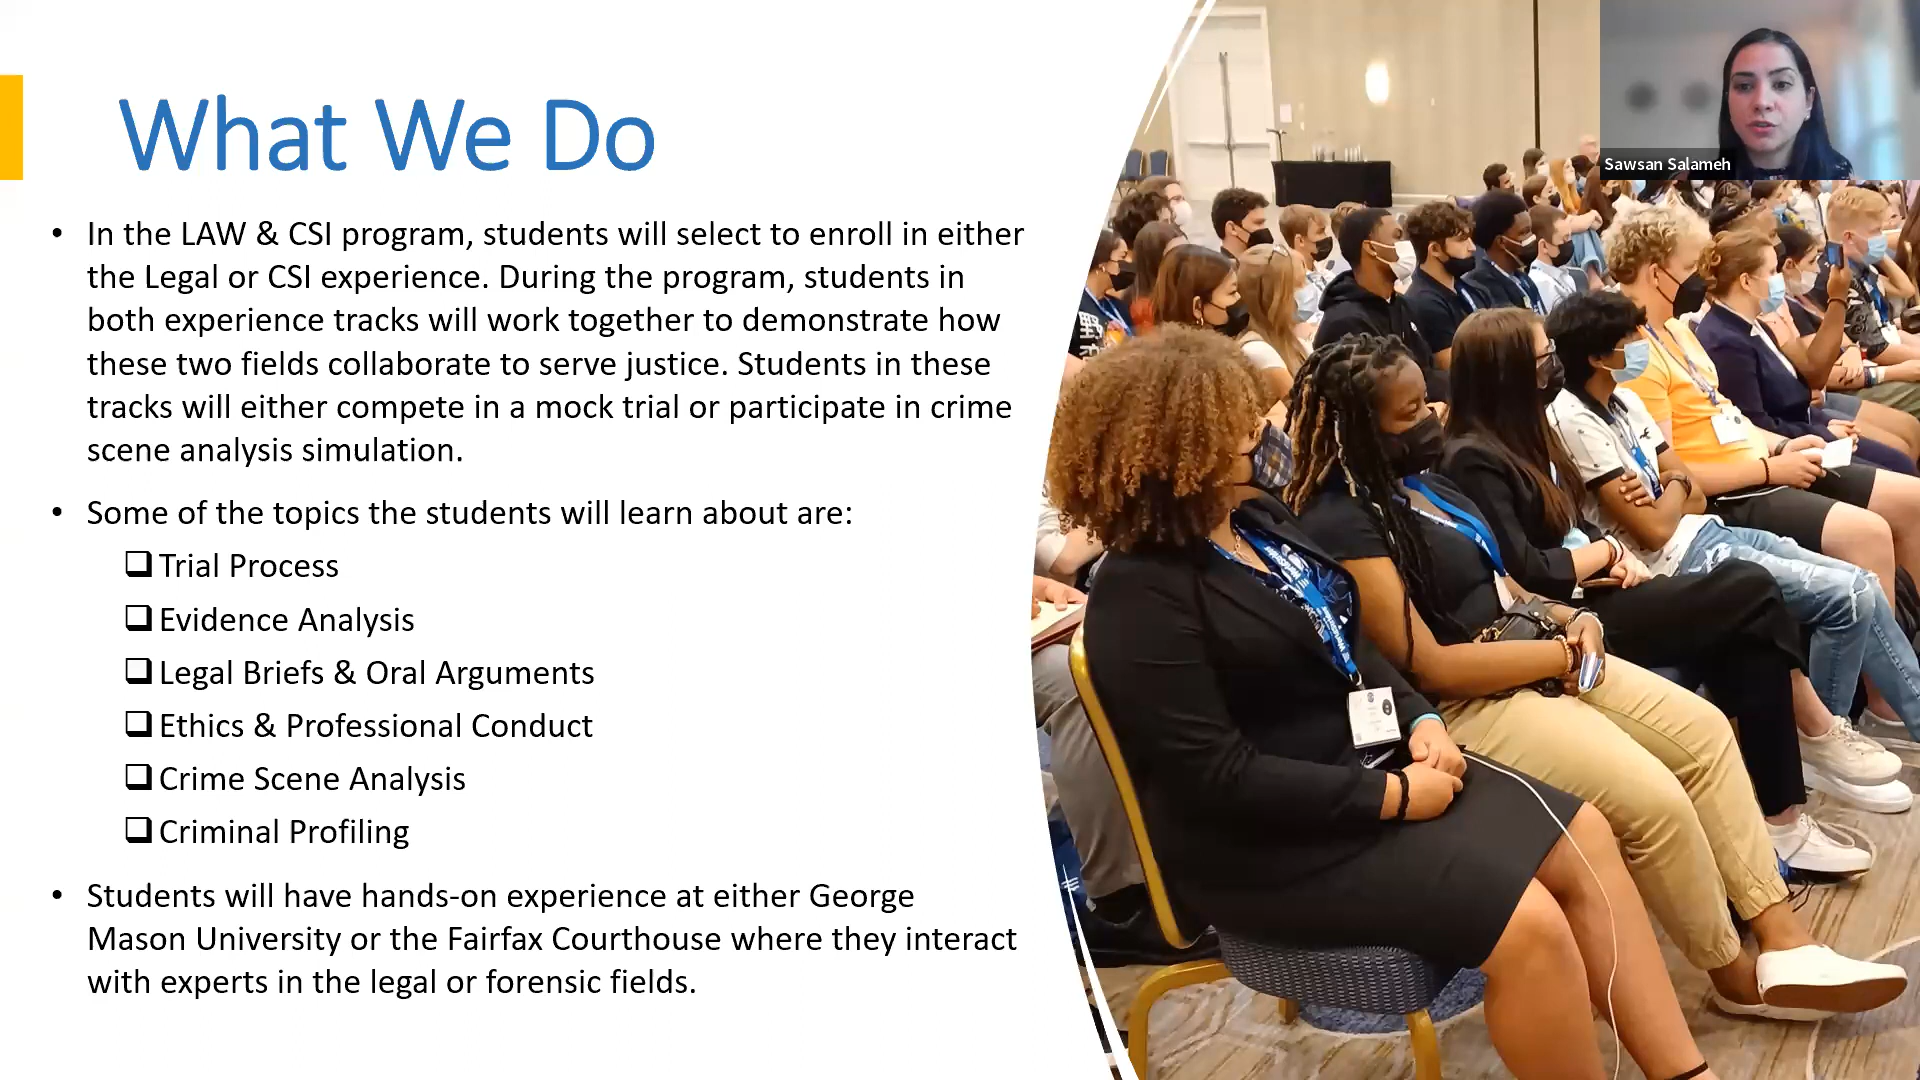 What We Do
Sawsan Salameh
• In the LAW & CSI program, students will select to enroll in either
the Legal or CSI experience. During the program, students in
both experience tracks will work together to demonstrate how
these two fields collaborate to serve justice. Students in these
tracks will either compete in a mock trial or participate in crime
scene analysis simulation.
• Some of the topics the students will learn about are:
❑ Trial Process
❑ Evidence Analysis
❑ Legal Briefs & Oral Arguments
❑ Ethics & Professional Conduct
❑ Crime Scene Analysis
❑ Criminal Profiling
• Students will have hands-on experience at either George
Mason University or the Fairfax Courthouse where they interact
with experts in the legal or forensic fields.